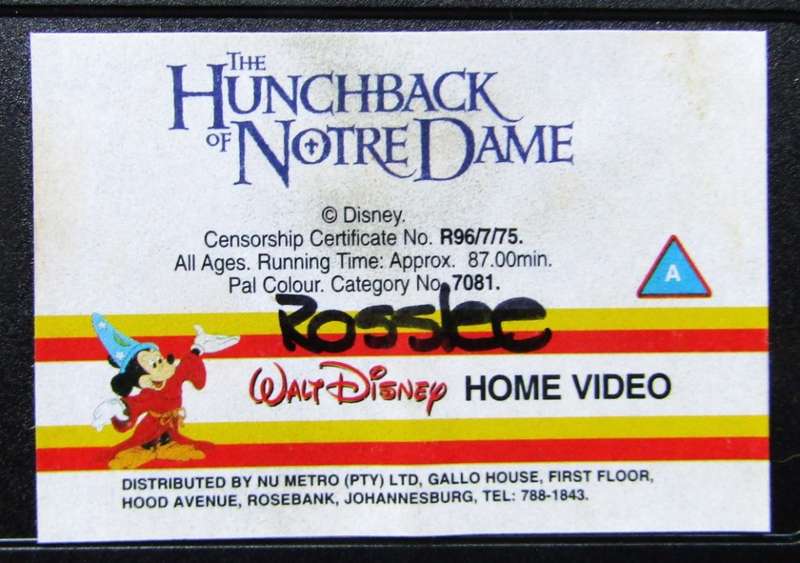 THE
HUNCHBACK
OF NOTRE DAME
© Disney.
Censorship Certificate No. R96/7/75.
All Ages. Running Time: Approx. 87.00min.
Pal Colour. Category No. 7081.
A
Rosslee
WALT DISNEY HOME VIDEO
DISTRIBUTED BY NU METRO (PTY) LTD, GALLO HOUSE, FIRST FLOOR,
HOOD AVENUE, ROSEBANK, JOHANNESBURG, TEL: 788-1843.